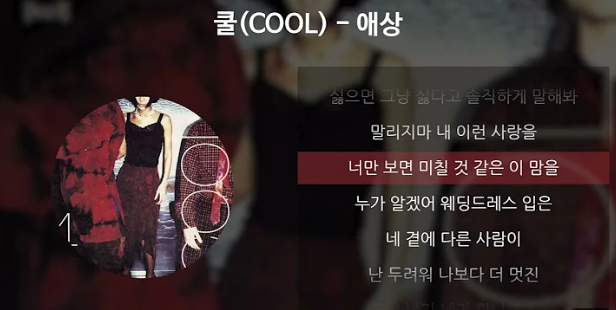 쿨(COOL) - 애상
싫으면 그냥 싫다고 솔직하게 말해봐
말리지마 내 이런 사랑을
너만 보면 미칠 것 같은 이 맘을
누가 알겠어 웨딩드레스 입은
네 곁에 다른 사람이
난 두려워 나보다 더 멋진